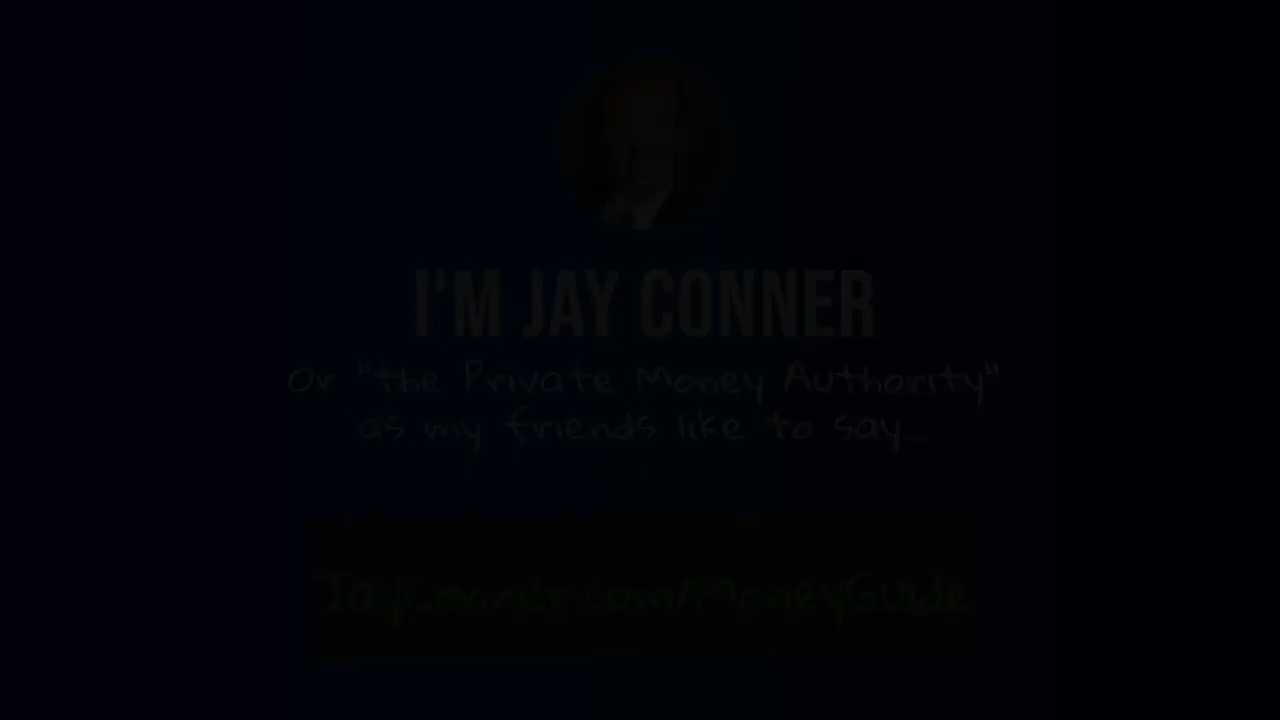 I'M JAY CONNER
Or "the Private Money Authority"
as my friends like to say...
JayConner.com/MoneyGuide